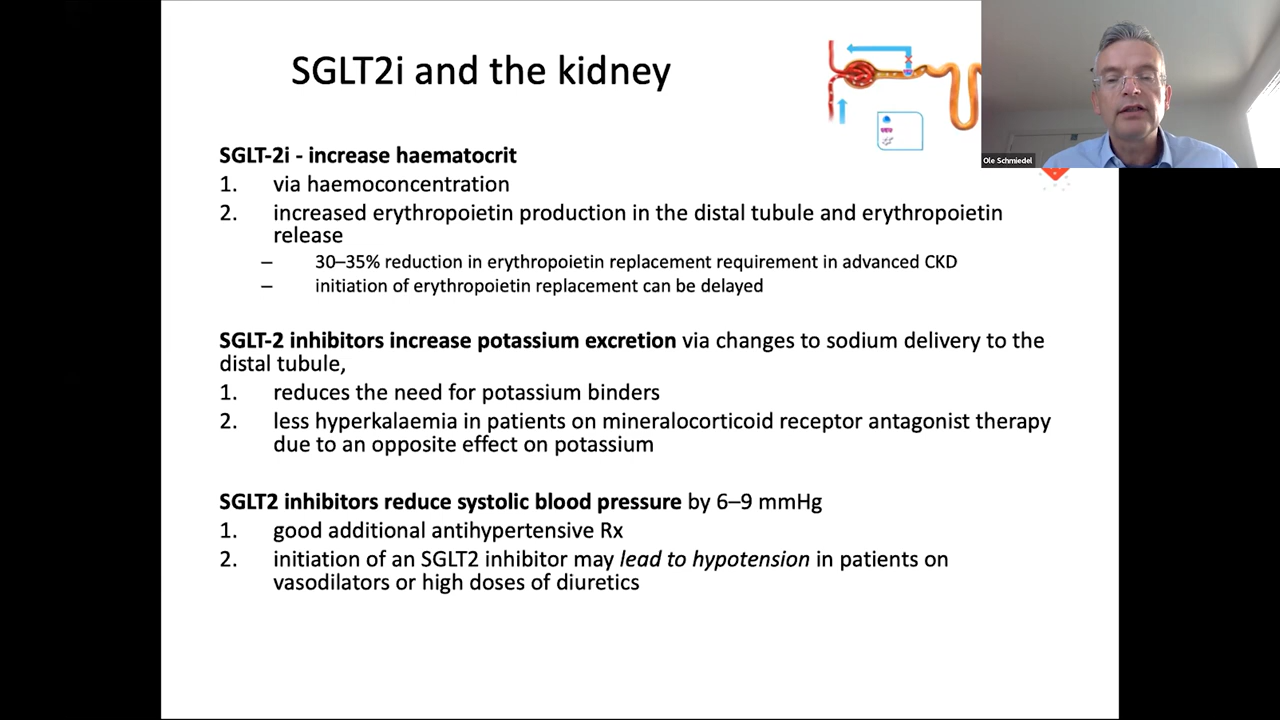 SGLT2i and the kidney
Ole Schmiedel
SGLT-2i - increase haematocrit
1. via haemoconcentration
2. increased erythropoietin production in the distal tubule and erythropoietin
release
– 30–35% reduction in erythropoietin replacement requirement in advanced CKD
– initiation of erythropoietin replacement can be delayed
SGLT-2 inhibitors increase potassium excretion via changes to sodium delivery to the
distal tubule,
1. reduces the need for potassium binders
2. less hyperkalaemia in patients on mineralocorticoid receptor antagonist therapy
due to an opposite effect on potassium
SGLT2 inhibitors reduce systolic blood pressure by 6–9 mmHg
1. good additional antihypertensive Rx
2. initiation of an SGLT2 inhibitor may lead to hypotension in patients on
vasodilators or high doses of diuretics